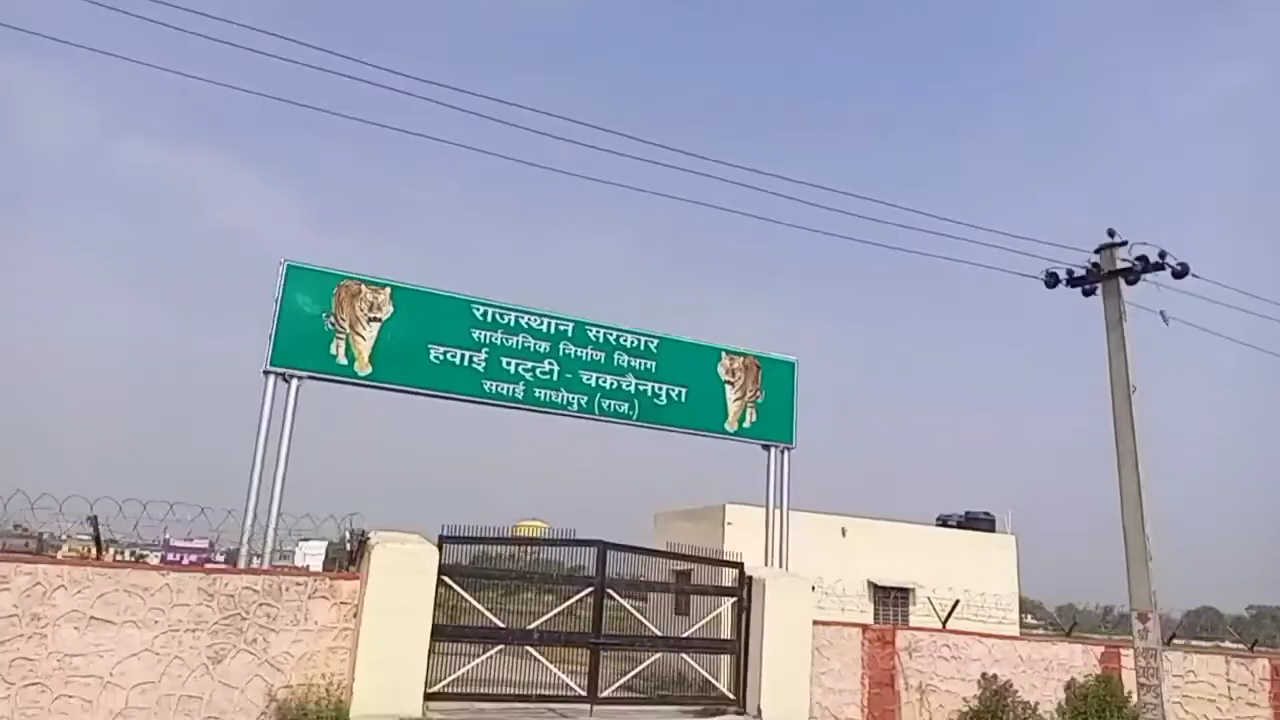 राजस्थान सरकार
सार्वजनिक निर्माण विभाग
हवाई पट्टी - चकचैनपुरा
सवाई माधोपुर (राज.)